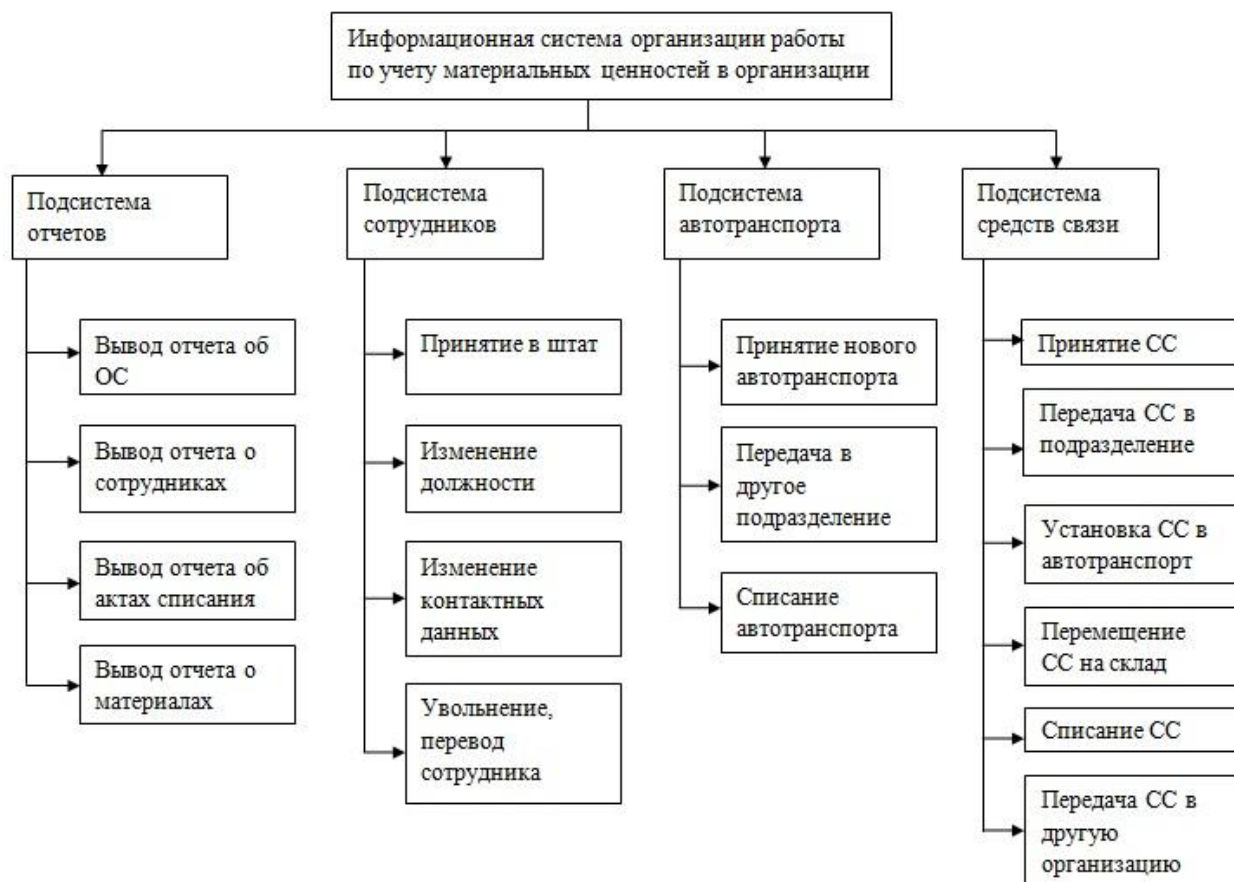 Информационная система организации работы
по учету материальных ценностей в организации
Подсистема
отчетов
Вывод отчета об
ОС
Вывод отчета о
сотрудниках
Вывод отчета об
актах списания
Вывод отчета о
материалах
Подсистема
сотрудников
Принятие в штат
Изменение
должности
Изменение
контактных
данных
Увольнение,
перевод
сотрудника
Подсистема
автотранспорта
Принятие нового
автотранспорта
Передача в
другое
подразделение
Списание
автотранспорта
Подсистема
средств связи
Принятие СС
Передача СС в
подразделение
Установка СС в
автотранспорт
Перемещение
СС на склад
Списание СС
Передача СС в
другую
организацию